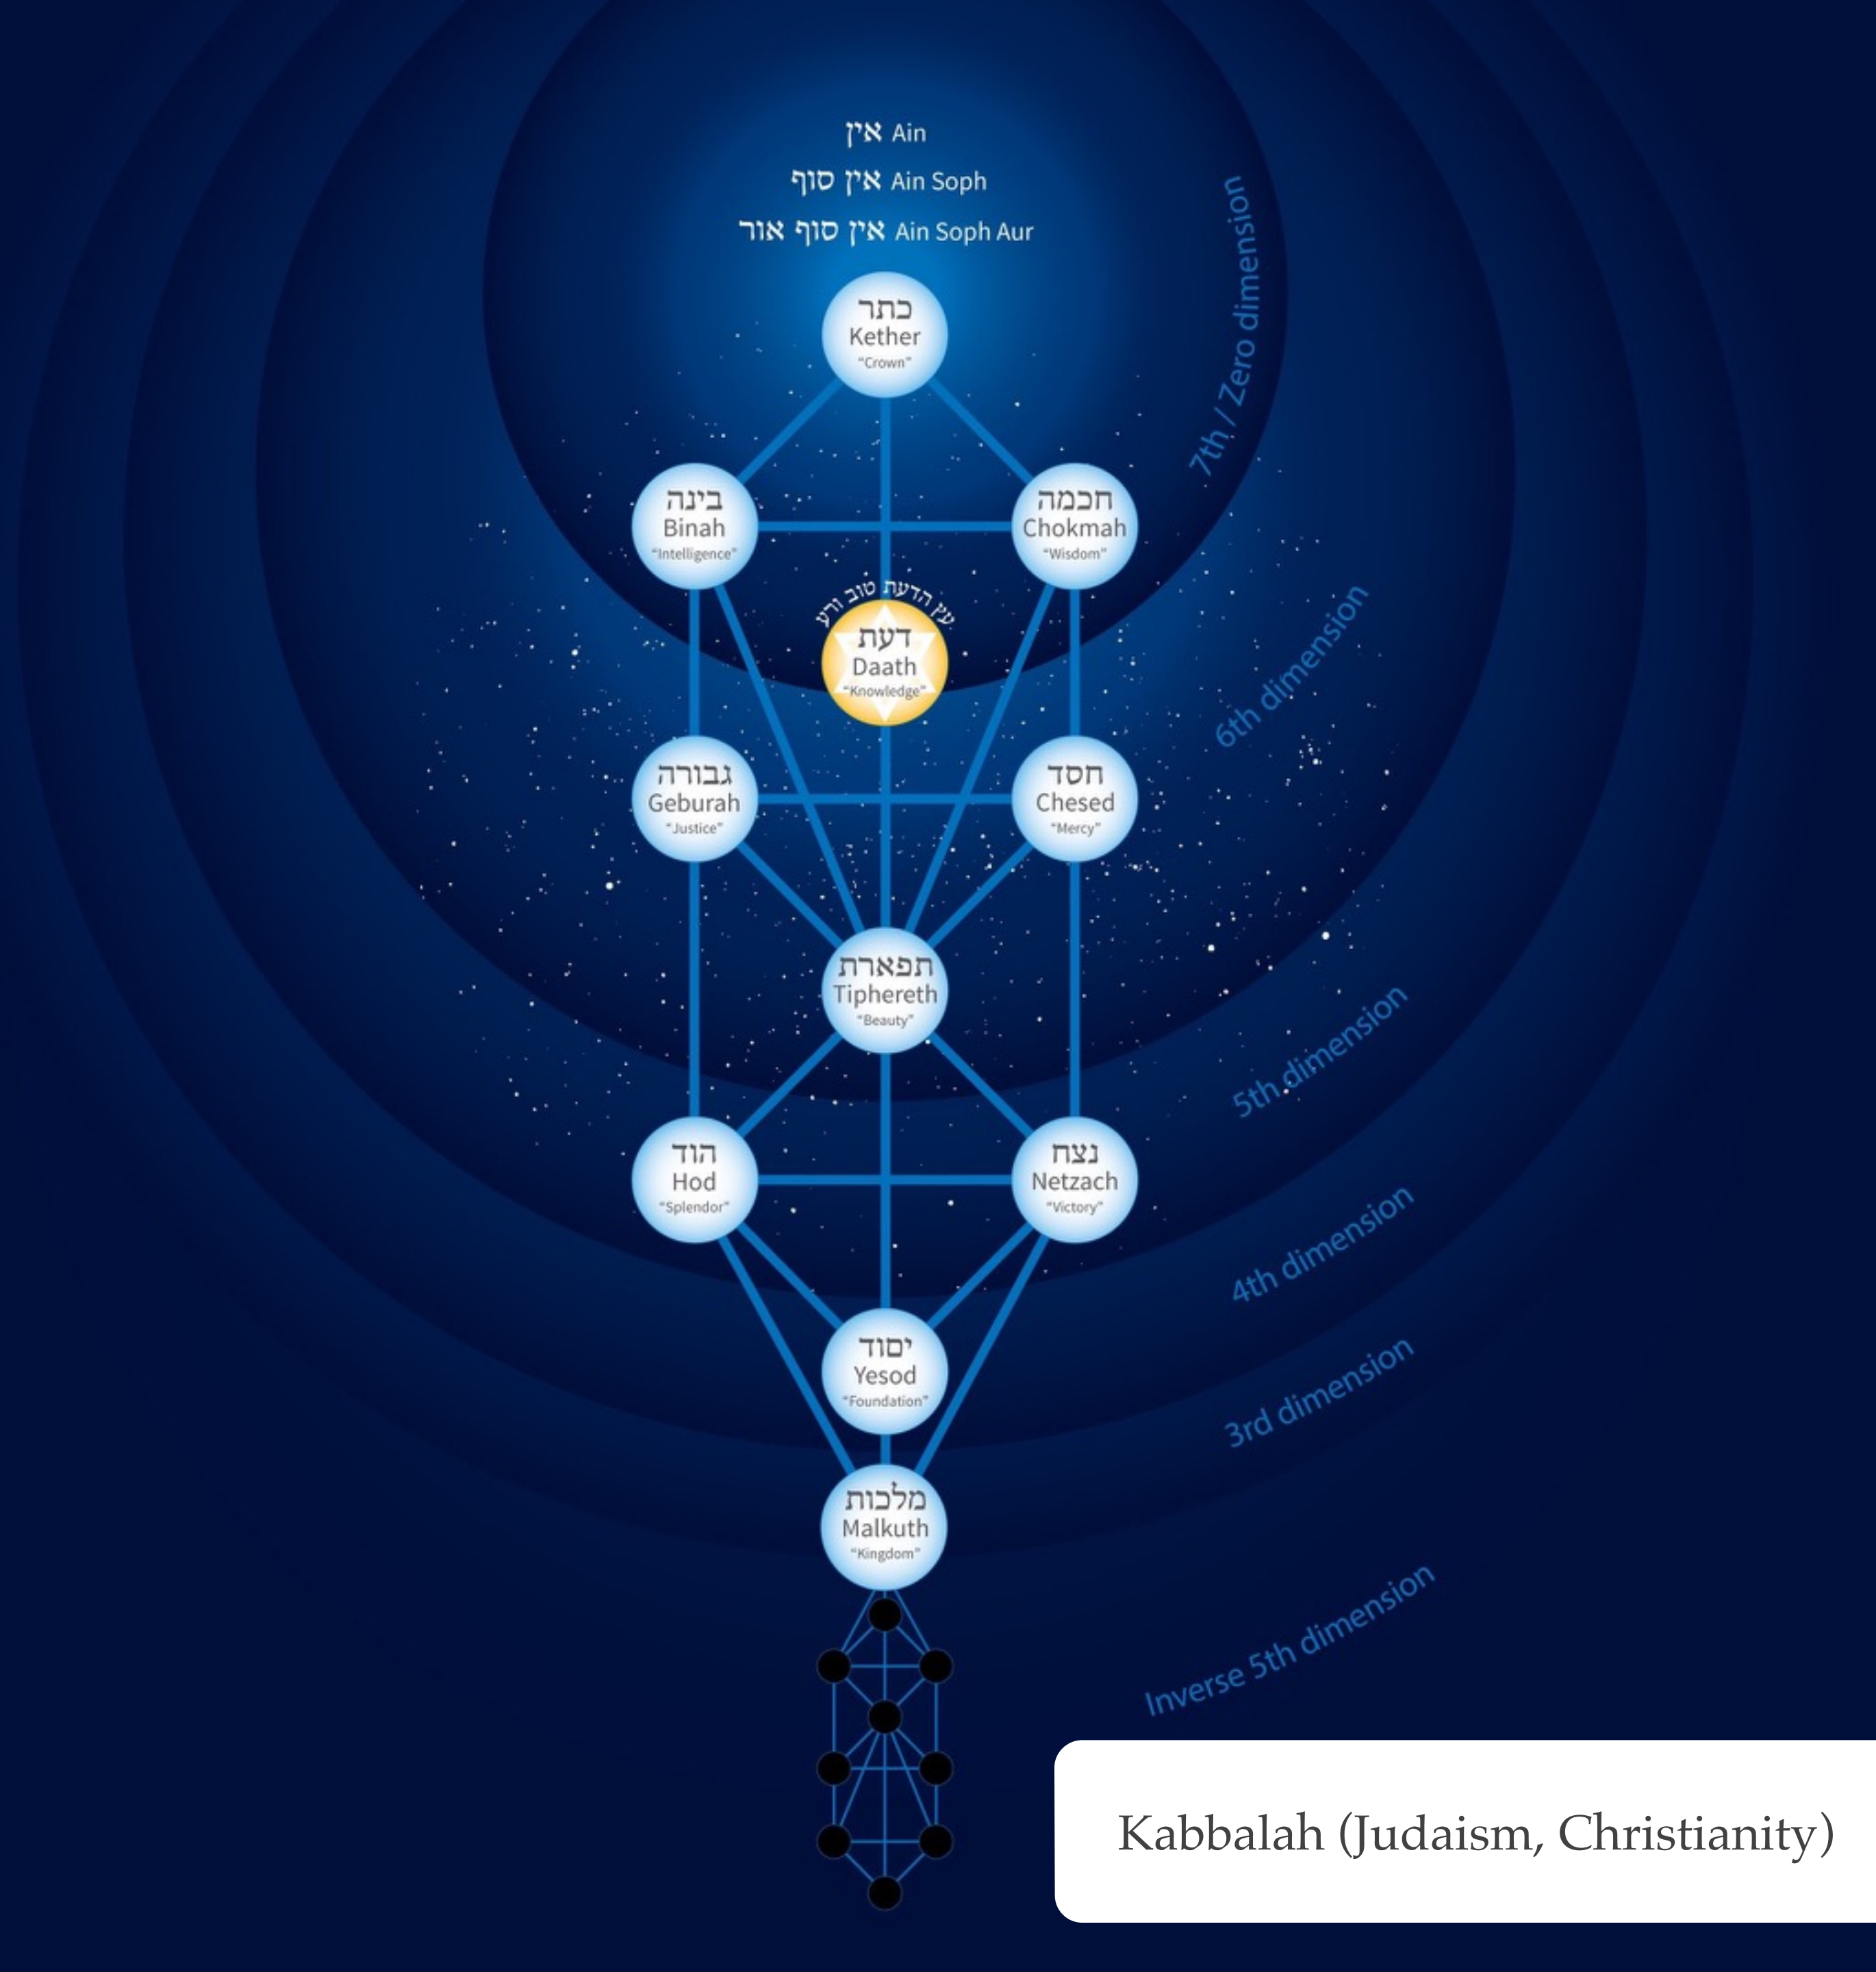 אין Ain
אין סוף Ain Soph
אין סוף אור Ain Soph Aur
כתר
Kether
“Crown”
7th / Zero dimension
בינה
Binah
“Intelligence”
חכמה
Chokmah
“Wisdom”
עץ הדעת טוב ורע
דעת
Daath
“Knowledge”
6th dimension
גבורה
Geburah
“Justice”
חסד
Chesed
“Mercy”
תפארת
Tiphereth
“Beauty”
5th dimension
הוד
Hod
“Splendor”
נצח
Netzach
“Victory”
4th dimension
יסוד
Yesod
“Foundation”
3rd dimension
מלכות
Malkuth
“Kingdom”
Inverse 5th dimension
Kabbalah (Judaism, Christianity)